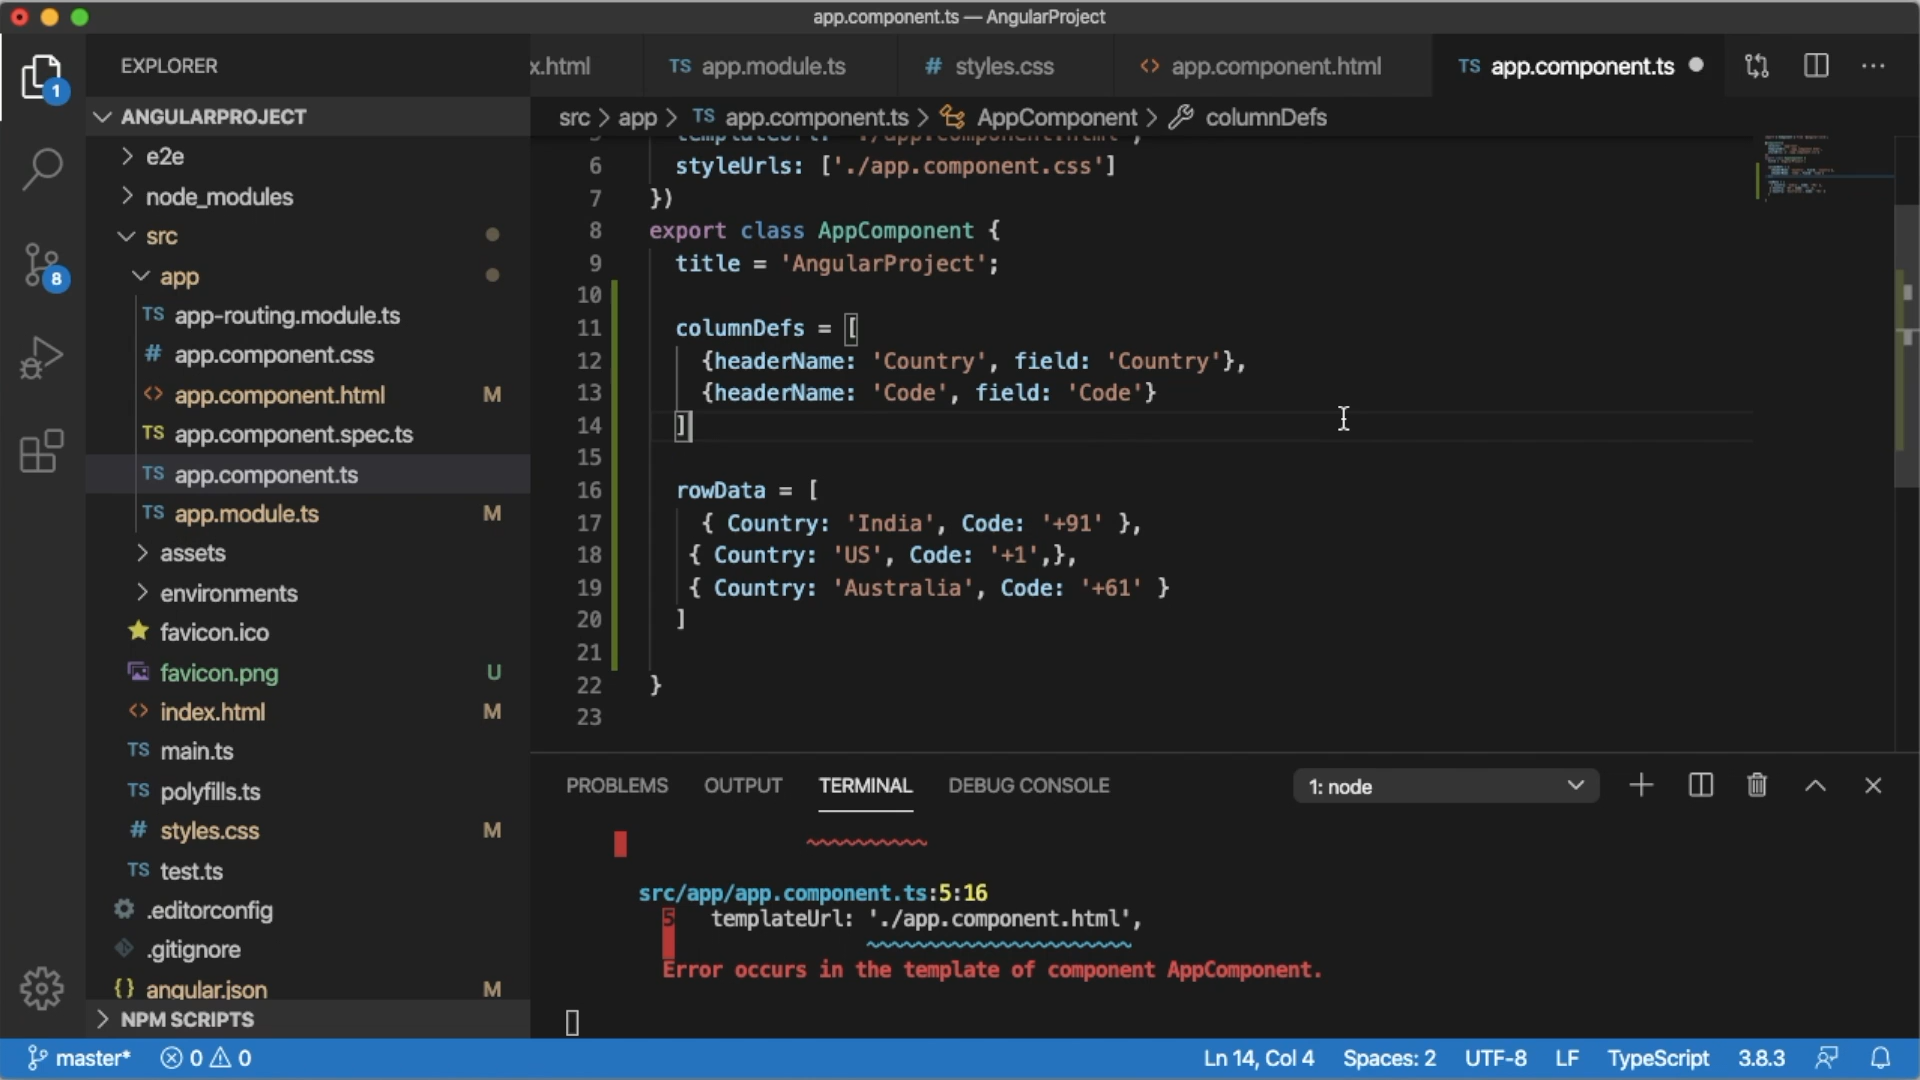 app.component.ts — AngularProject
EXPLORER
x.html
TS app.module.ts
# styles.css
<> app.component.html
TS app.component.ts
1
ANGULARPROJECT
src > app > TS app.component.ts > AppComponent > columnDefs
e2e
node_modules
src
app
TS app-routing.module.ts
# app.component.css
<> app.component.html M
TS app.component.spec.ts
TS app.component.ts
TS app.module.ts M
assets
environments
favicon.ico
favicon.png U
<> index.html M
TS main.ts
TS polyfills.ts
# styles.css M
TS test.ts
.editorconfig
.gitignore
{} angular.json M
NPM SCRIPTS
8
5 templateUrl: './app.component.html',
6 styleUrls: ['./app.component.css']
7 })
8 export class AppComponent {
9 title = 'AngularProject';
10
11 columnDefs = [
12 {headerName: 'Country', field: 'Country'},
13 {headerName: 'Code', field: 'Code'}
14 ]
15
16 rowData = [
17 { Country: 'India', Code: '+91' },
18 { Country: 'US', Code: '+1',},
19 { Country: 'Australia', Code: '+61' }
20 ]
21
22 }
23
PROBLEMS OUTPUT TERMINAL DEBUG CONSOLE
1: node
src/app/app.component.ts:5:16
5 templateUrl: './app.component.html',
Error occurs in the template of component AppComponent.
master* 0 0
Ln 14, Col 4 Spaces: 2 UTF-8 LF TypeScript 3.8.3